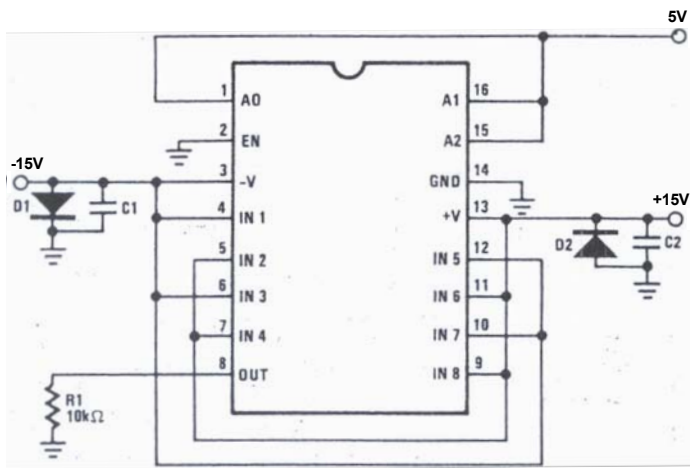 5V
1 A0
A1 16
2 EN
A2 15
-15V
3 -V
GND 14
+V 13
+15V
D1
C1
4 IN 1
D2
C2
5 IN 2
IN 5 12
6 IN 3
IN 6 11
7 IN 4
IN 7 10
8 OUT
IN 8 9
R1
10kΩ